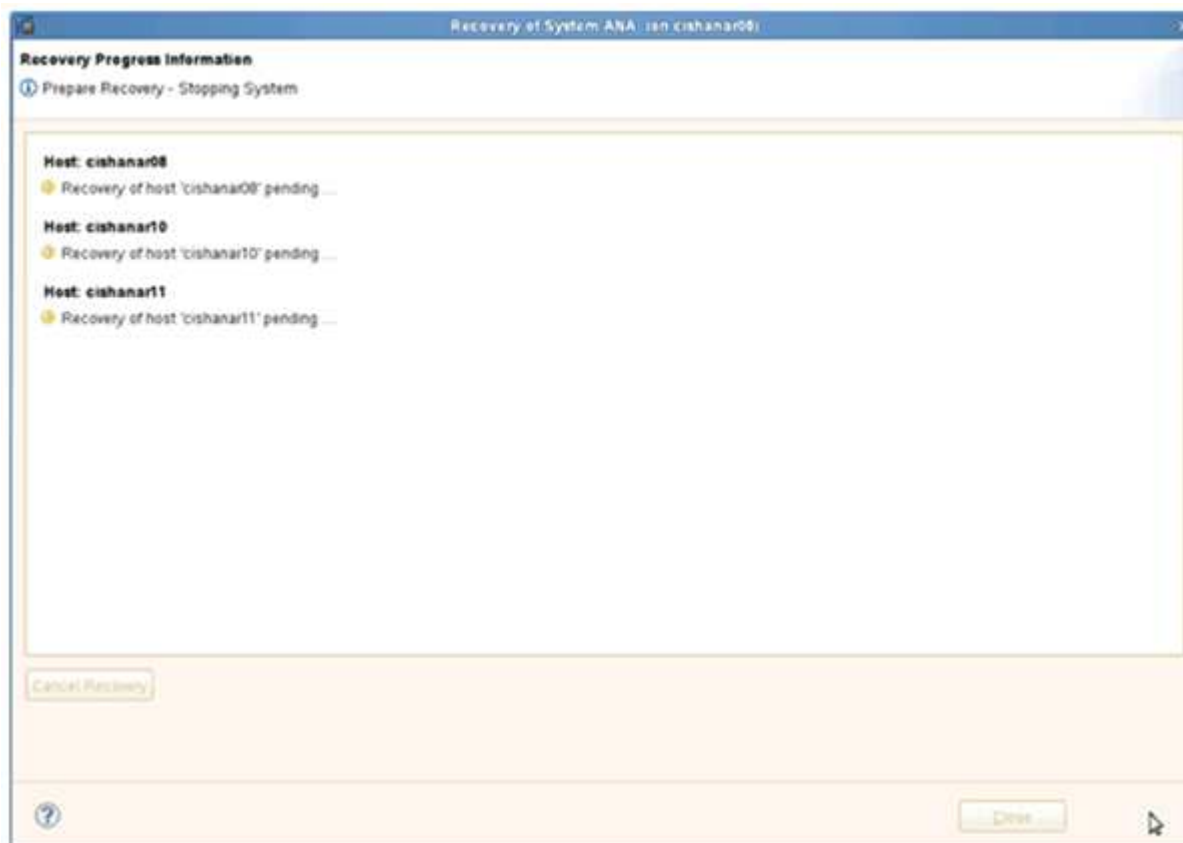 Recovery of System ANA (on cishanar08)
Recovery Progress Information
Prepare Recovery - Stopping System
Host: cishanar08
Recovery of host 'cishanar08' pending ...
Host: cishanar10
Recovery of host 'cishanar10' pending ...
Host: cishanar11
Recovery of host 'cishanar11' pending ...
Cancel Recovery
?
Close